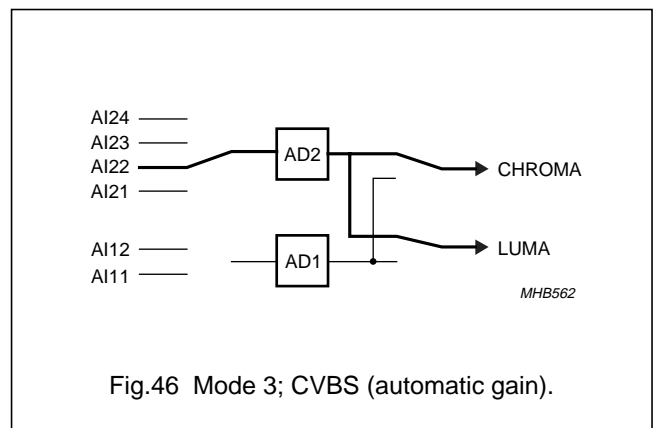 AI24
AI23
AI22
AI21
AD2
CHROMA
AI12
AI11
AD1
LUMA
MHB562
Fig.46 Mode 3; CVBS (automatic gain).